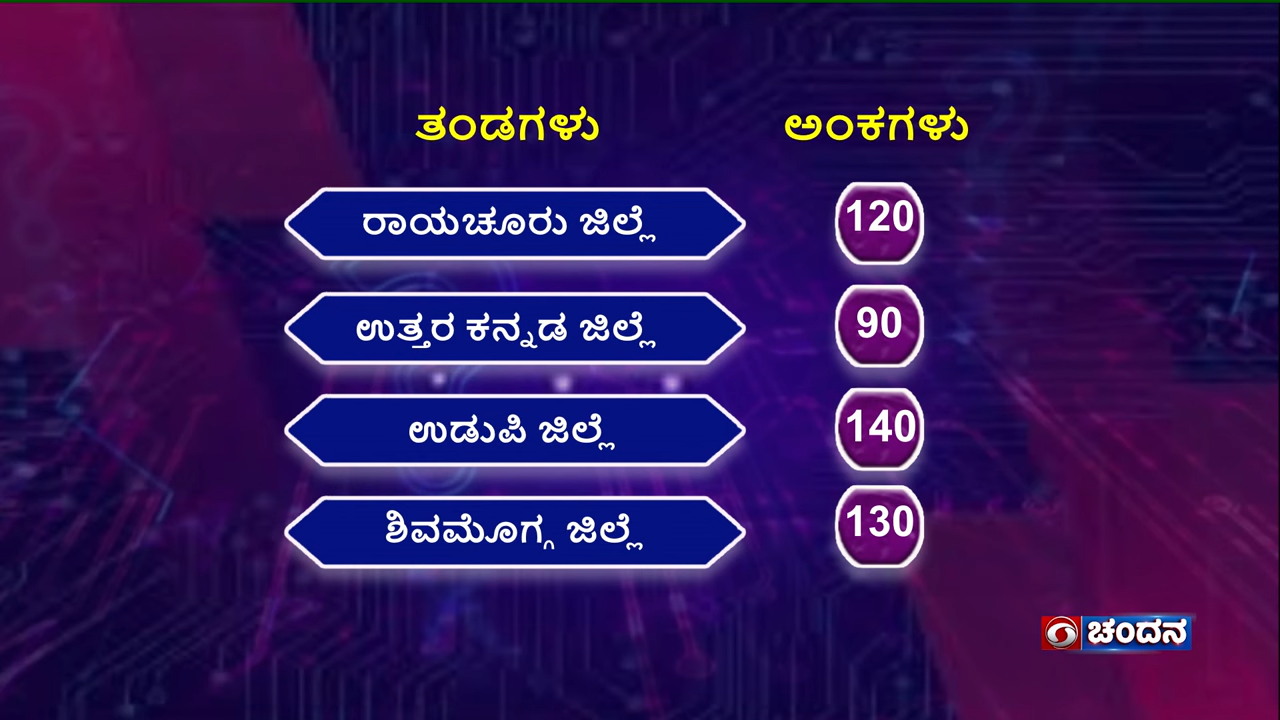 ತಂಡಗಳು ಅಂಕಗಳು
ರಾಯಚೂರು ಜಿಲ್ಲೆ 120
ಉತ್ತರ ಕನ್ನಡ ಜಿಲ್ಲೆ 90
ಉಡುಪಿ ಜಿಲ್ಲೆ 140
ಶಿವಮೊಗ್ಗ ಜಿಲ್ಲೆ 130
ಚಂದನ